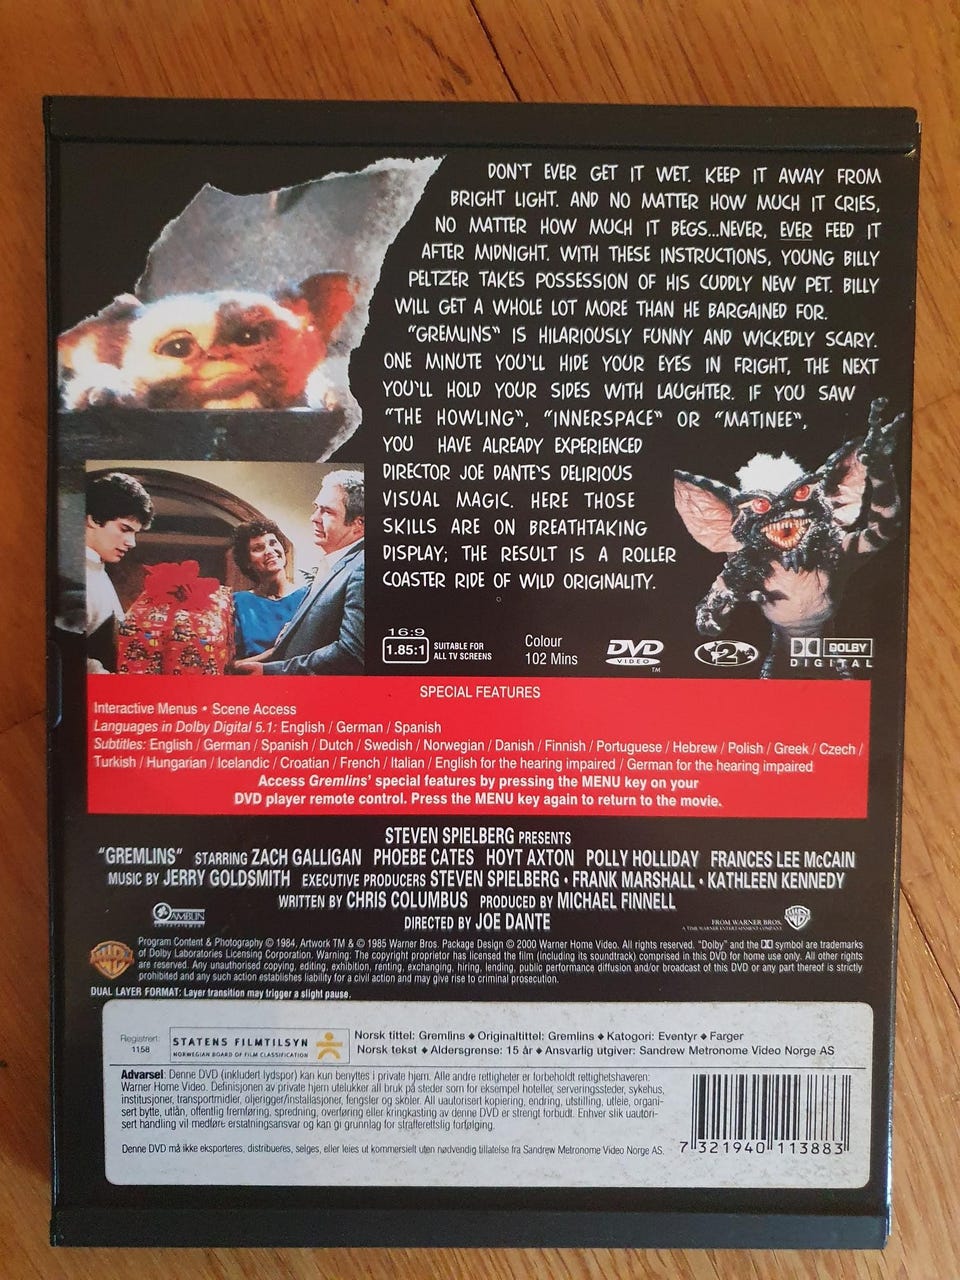 DON'T EVER GET IT WET. KEEP IT AWAY FROM
BRIGHT LIGHT. AND NO MATTER HOW MUCH IT CRIES,
NO MATTER HOW MUCH IT BEGS...NEVER, EVER FEED IT
AFTER MIDNIGHT. WITH THESE INSTRUCTIONS, YOUNG BILLY
PELTZER TAKES POSSESSION OF HIS CUDDLY NEW PET. BILLY
WILL GET A WHOLE LOT MORE THAN HE BARGAINED FOR.
"GREMLINS" IS HILARIOUSLY FUNNY AND WICKEDLY SCARY.
ONE MINUTE YOU'LL HIDE YOUR EYES IN FRIGHT, THE NEXT
YOU'LL HOLD YOUR SIDES WITH LAUGHTER. IF YOU SAW
"THE HOWLING", "INNERSPACE" OR "MATINEE",
YOU HAVE ALREADY EXPERIENCED
DIRECTOR JOE DANTE'S DELIRIOUS
VISUAL MAGIC. HERE THOSE
SKILLS ARE ON BREATHTAKING
DISPLAY; THE RESULT IS A ROLLER
COASTER RIDE OF WILD ORIGINALITY.
16:9
1.85:1 SUITABLE FOR
ALL TV SCREENS
Colour
102 Mins
DVD
VIDEO
TM
2
DOLBY
DIGITAL
SPECIAL FEATURES
Interactive Menus • Scene Access
Languages in Dolby Digital 5.1: English / German / Spanish
Subtitles: English / German / Spanish / Dutch / Swedish / Norwegian / Danish / Finnish / Portuguese / Hebrew / Polish / Greek / Czech /
Turkish / Hungarian / Icelandic / Croatian / French / Italian / English for the hearing impaired / German for the hearing impaired
Access Gremlins' special features by pressing the MENU key on your
DVD player remote control. Press the MENU key again to return to the movie.
STEVEN SPIELBERG PRESENTS
"GREMLINS" STARRING ZACH GALLIGAN PHOEBE CATES HOYT AXTON POLLY HOLLIDAY FRANCES LEE McCAIN
MUSIC BY JERRY GOLDSMITH EXECUTIVE PRODUCERS STEVEN SPIELBERG • FRANK MARSHALL • KATHLEEN KENNEDY
WRITTEN BY CHRIS COLUMBUS PRODUCED BY MICHAEL FINNELL
DIRECTED BY JOE DANTE
AMBLIN
ENTERTAINMENT
FROM WARNER BROS.
A TIME WARNER ENTERTAINMENT COMPANY
Program Content & Photography © 1984, Artwork TM & © 1985 Warner Bros. Package Design © 2000 Warner Home Video. All rights reserved. "Dolby" and the DD symbol are trademarks
of Dolby Laboratories Licensing Corporation. Warning: The copyright proprietor has licensed the film (including its soundtrack) comprised in this DVD for home use only. All other rights
are reserved. Any unauthorised copying, editing, exhibition, renting, exchanging, hiring, lending, public performance diffusion and/or broadcast of this DVD or any part thereof is strictly
prohibited and any such action establishes liability for a civil action and may give rise to criminal prosecution.
DUAL LAYER FORMAT: Layer transition may trigger a slight pause.
Registrert:
1158
STATENS FILMTILSYN
NORWEGIAN BOARD OF FILM CLASSIFICATION
Norsk tittel: Gremlins ◆ Originaltittel: Gremlins ◆ Katogori: Eventyr ◆ Farger
Norsk tekst ◆ Aldersgrense: 15 år ◆ Ansvarlig utgiver: Sandrew Metronome Video Norge AS
Advarsel: Denne DVD (inkludert lydspor) kan kun benyttes i private hjem. Alle andre rettigheter er forbeholdt rettighetshaveren:
Warner Home Video. Definisjonen av private hjem utelukker all bruk på steder som for eksempel hoteller, serveringssteder, sykehus,
institusjoner, transportmidler, oljerigger/installasjoner, fengsler og skoler. All uautorisert kopiering, endring, utstilling, utleie, organi-
sert bytte, utlån, offentlig fremføring, spredning, overføring eller kringkasting av denne DVD er strengt forbudt. Enhver slik uautori-
sert handling vil medføre erstatningsansvar og kan gi grunnlag for strafferettslig forfølging.
Denne DVD må ikke eksporteres, distribueres, selges, eller leies ut kommersielt uten nødvendig tillatelse fra Sandrew Metronome Video Norge AS.
7 321940 113883